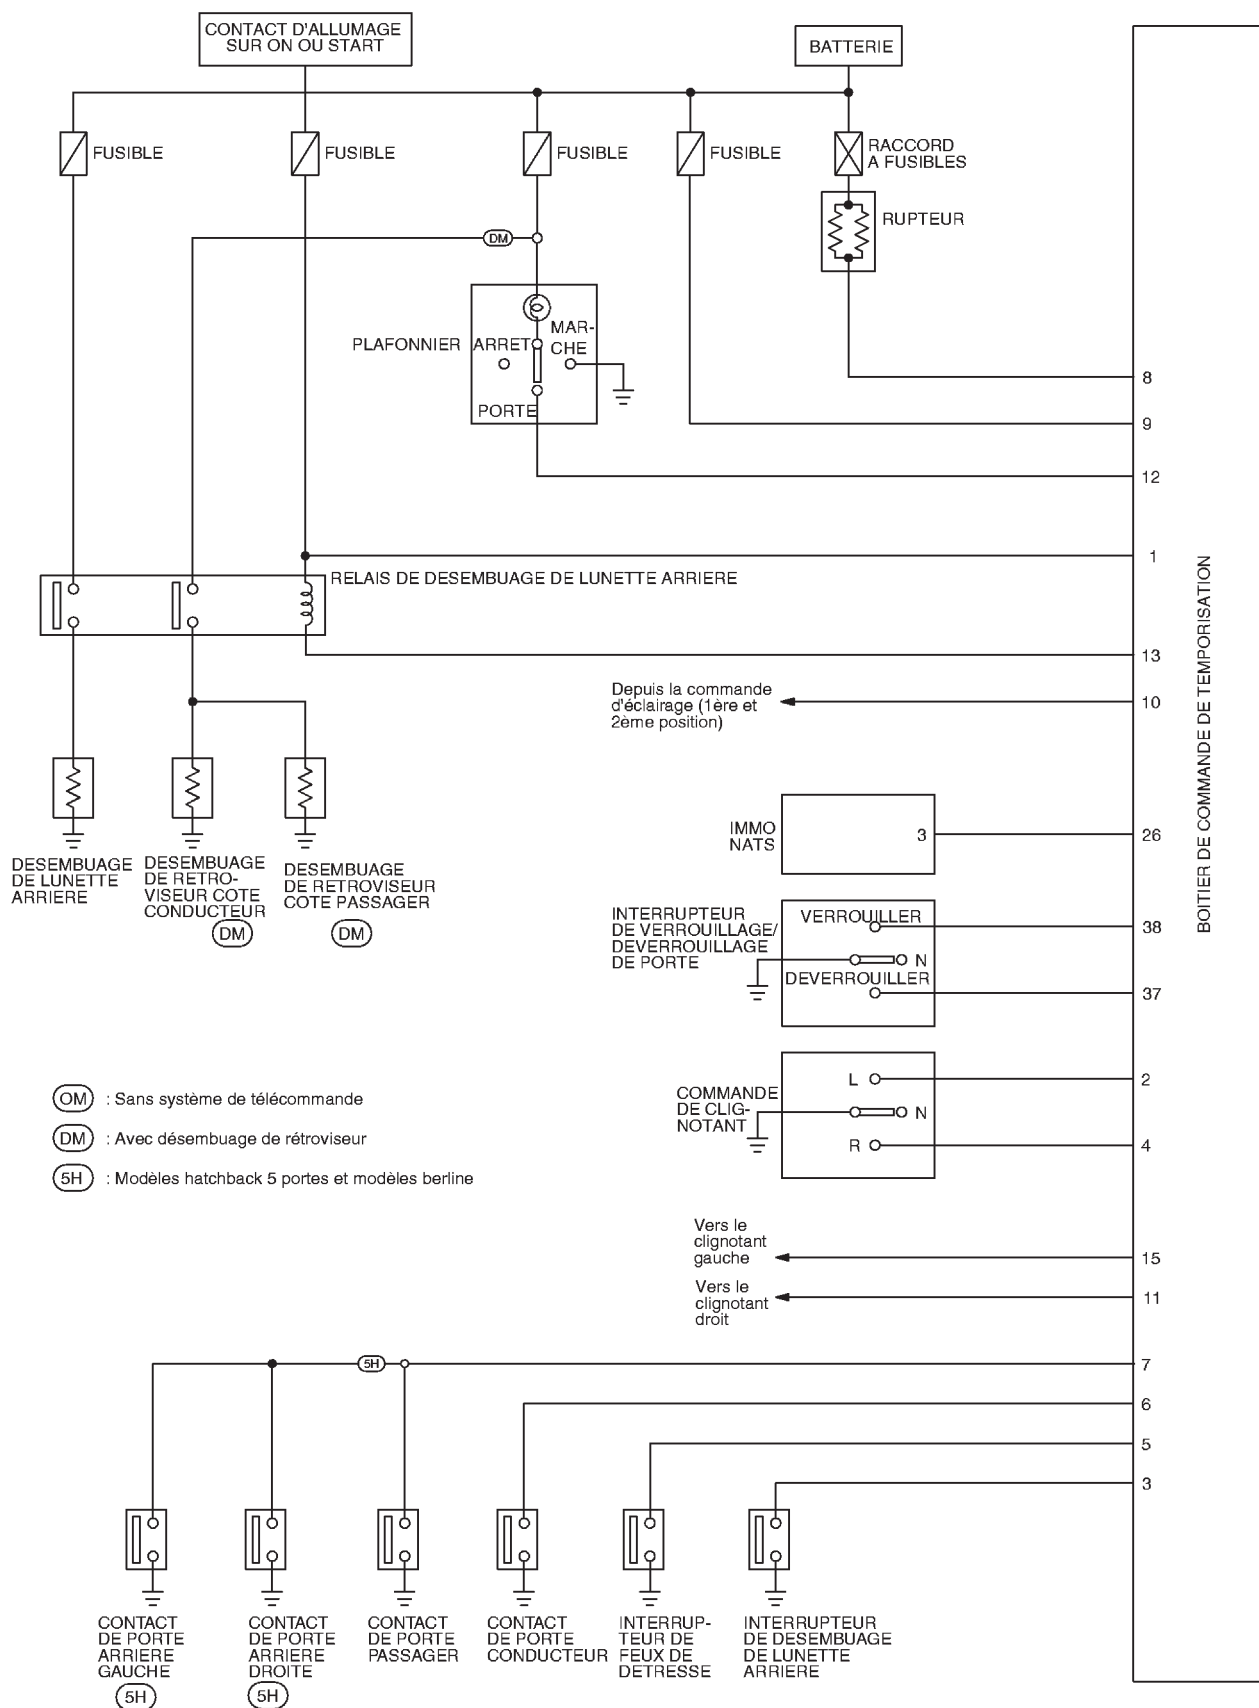 CONTACT D'ALLUMAGE
SUR ON OU START
BATTERIE
FUSIBLE
FUSIBLE
FUSIBLE
FUSIBLE
RACCORD
A FUSIBLES
RUPTEUR
DM
PLAFONNIER
ARRET
MAR-
CHE
PORTE
8
9
12
1
RELAIS DE DESEMBUAGE DE LUNETTE ARRIERE
13
Depuis la commande
d'éclairage (1ère et
2ème position)
10
BOITIER DE COMMANDE DE TEMPORISATION
DESEMBUAGE
DE LUNETTE
ARRIERE
DESEMBUAGE
DE RETRO-
VISEUR COTE
CONDUCTEUR
DM
DESEMBUAGE
DE RETROVISEUR
COTE PASSAGER
DM
IMMO
NATS
3
26
INTERRUPTEUR
DE VERROUILLAGE/
DEVERROUILLAGE
DE PORTE
VERROUILLER
N
DEVERROUILLER
38
37
COMMANDE
DE CLIG-
NOTANT
L
N
R
2
4
OM : Sans système de télécommande
DM : Avec désembuage de rétroviseur
5H : Modèles hatchback 5 portes et modèles berline
Vers le
clignotant
gauche
15
Vers le
clignotant
droit
11
5H
7
6
5
3
CONTACT
DE PORTE
ARRIERE
GAUCHE
5H
CONTACT
DE PORTE
ARRIERE
DROITE
5H
CONTACT
DE PORTE
PASSAGER
CONTACT
DE PORTE
CONDUCTEUR
INTERRUP-
TEUR DE
FEUX DE
DETRESSE
INTERRUPTEUR
DE DESEMBUAGE
DE LUNETTE
ARRIERE